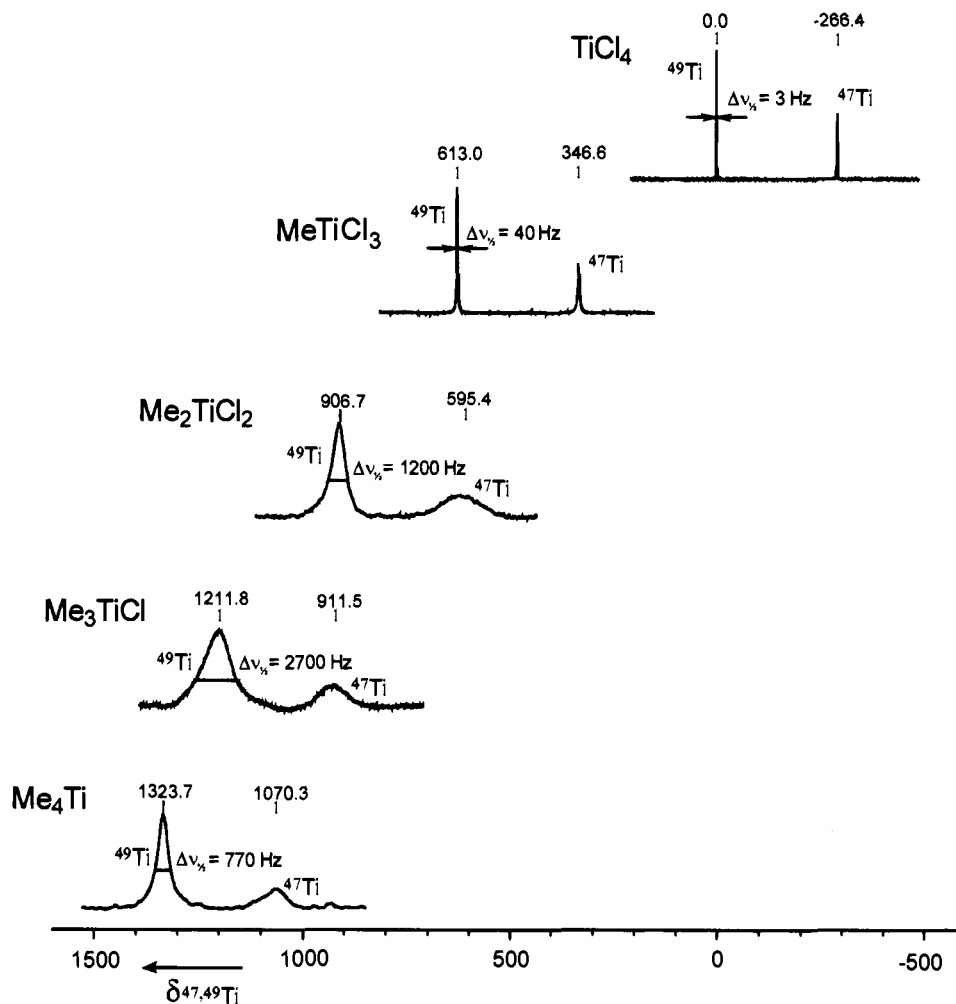 0.0 -266.4
TiCl₄
⁴⁹Ti
Δν½ = 3 Hz
⁴⁷Ti
613.0 346.6
⁴⁹Ti
MeTiCl₃
Δν½ = 40 Hz
⁴⁷Ti
906.7 595.4
Me₂TiCl₂
⁴⁹Ti
Δν½ = 1200 Hz
⁴⁷Ti
1211.8 911.5
Me₃TiCl
⁴⁹Ti
Δν½ = 2700 Hz
⁴⁷Ti
1323.7 1070.3
Me₄Ti
⁴⁹Ti
Δν½ = 770 Hz
⁴⁷Ti
1500 1000 500 0 -500
δ⁴⁷,⁴⁹Ti